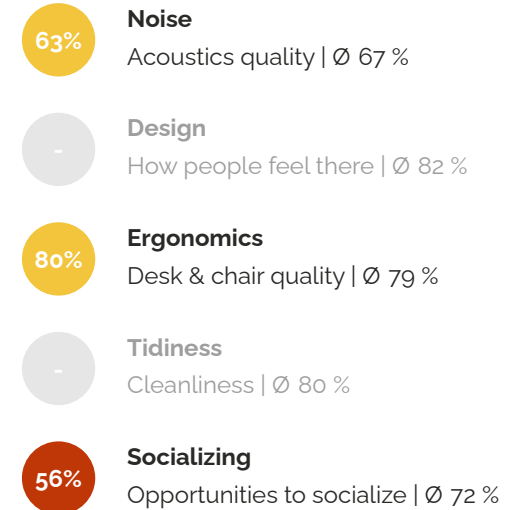 63%
Noise
Acoustics quality | Ø 67 %
-
Design
How people feel there | Ø 82 %
80%
Ergonomics
Desk & chair quality | Ø 79 %
-
Tidiness
Cleanliness | Ø 80 %
56%
Socializing
Opportunities to socialize | Ø 72 %